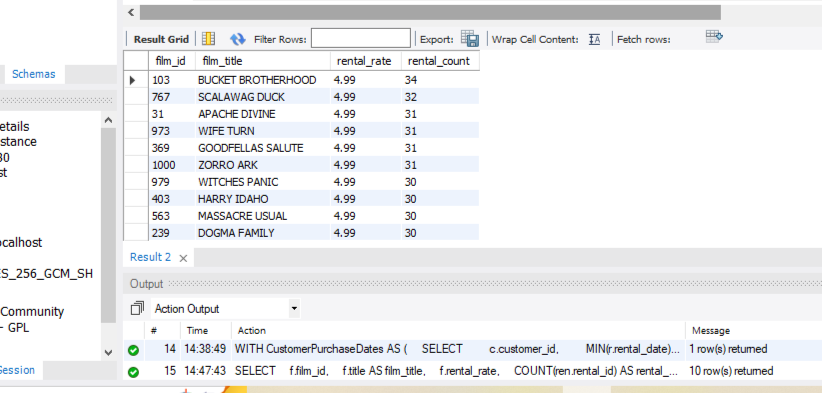 Result Grid Filter Rows: Export: Wrap Cell Content: Fetch rows:
film_id film_title rental_rate rental_count
103 BUCKET BROTHERHOOD 4.99 34
767 SCALAWAG DUCK 4.99 32
31 APACHE DIVINE 4.99 31
973 WIFE TURN 4.99 31
369 GOODFELLAS SALUTE 4.99 31
1000 ZORRO ARK 4.99 31
979 WITCHES PANIC 4.99 30
403 HARRY IDAHO 4.99 30
563 MASSACRE USUAL 4.99 30
239 DOGMA FAMILY 4.99 30
Result 2
Output
Action Output
# Time Action Message
14 14:38:49 WITH CustomerPurchaseDates AS ( SELECT c.customer_id, MIN(r.rental_date)... 1 row(s) returned
15 14:47:43 SELECT f.film_id, f.title AS film_title, f.rental_rate, COUNT(ren.rental_id) AS rental_... 10 row(s) returned
Schemas
etails
stance
30
st
ocalhost
ES_256_GCM_SH
Community
- GPL
Session